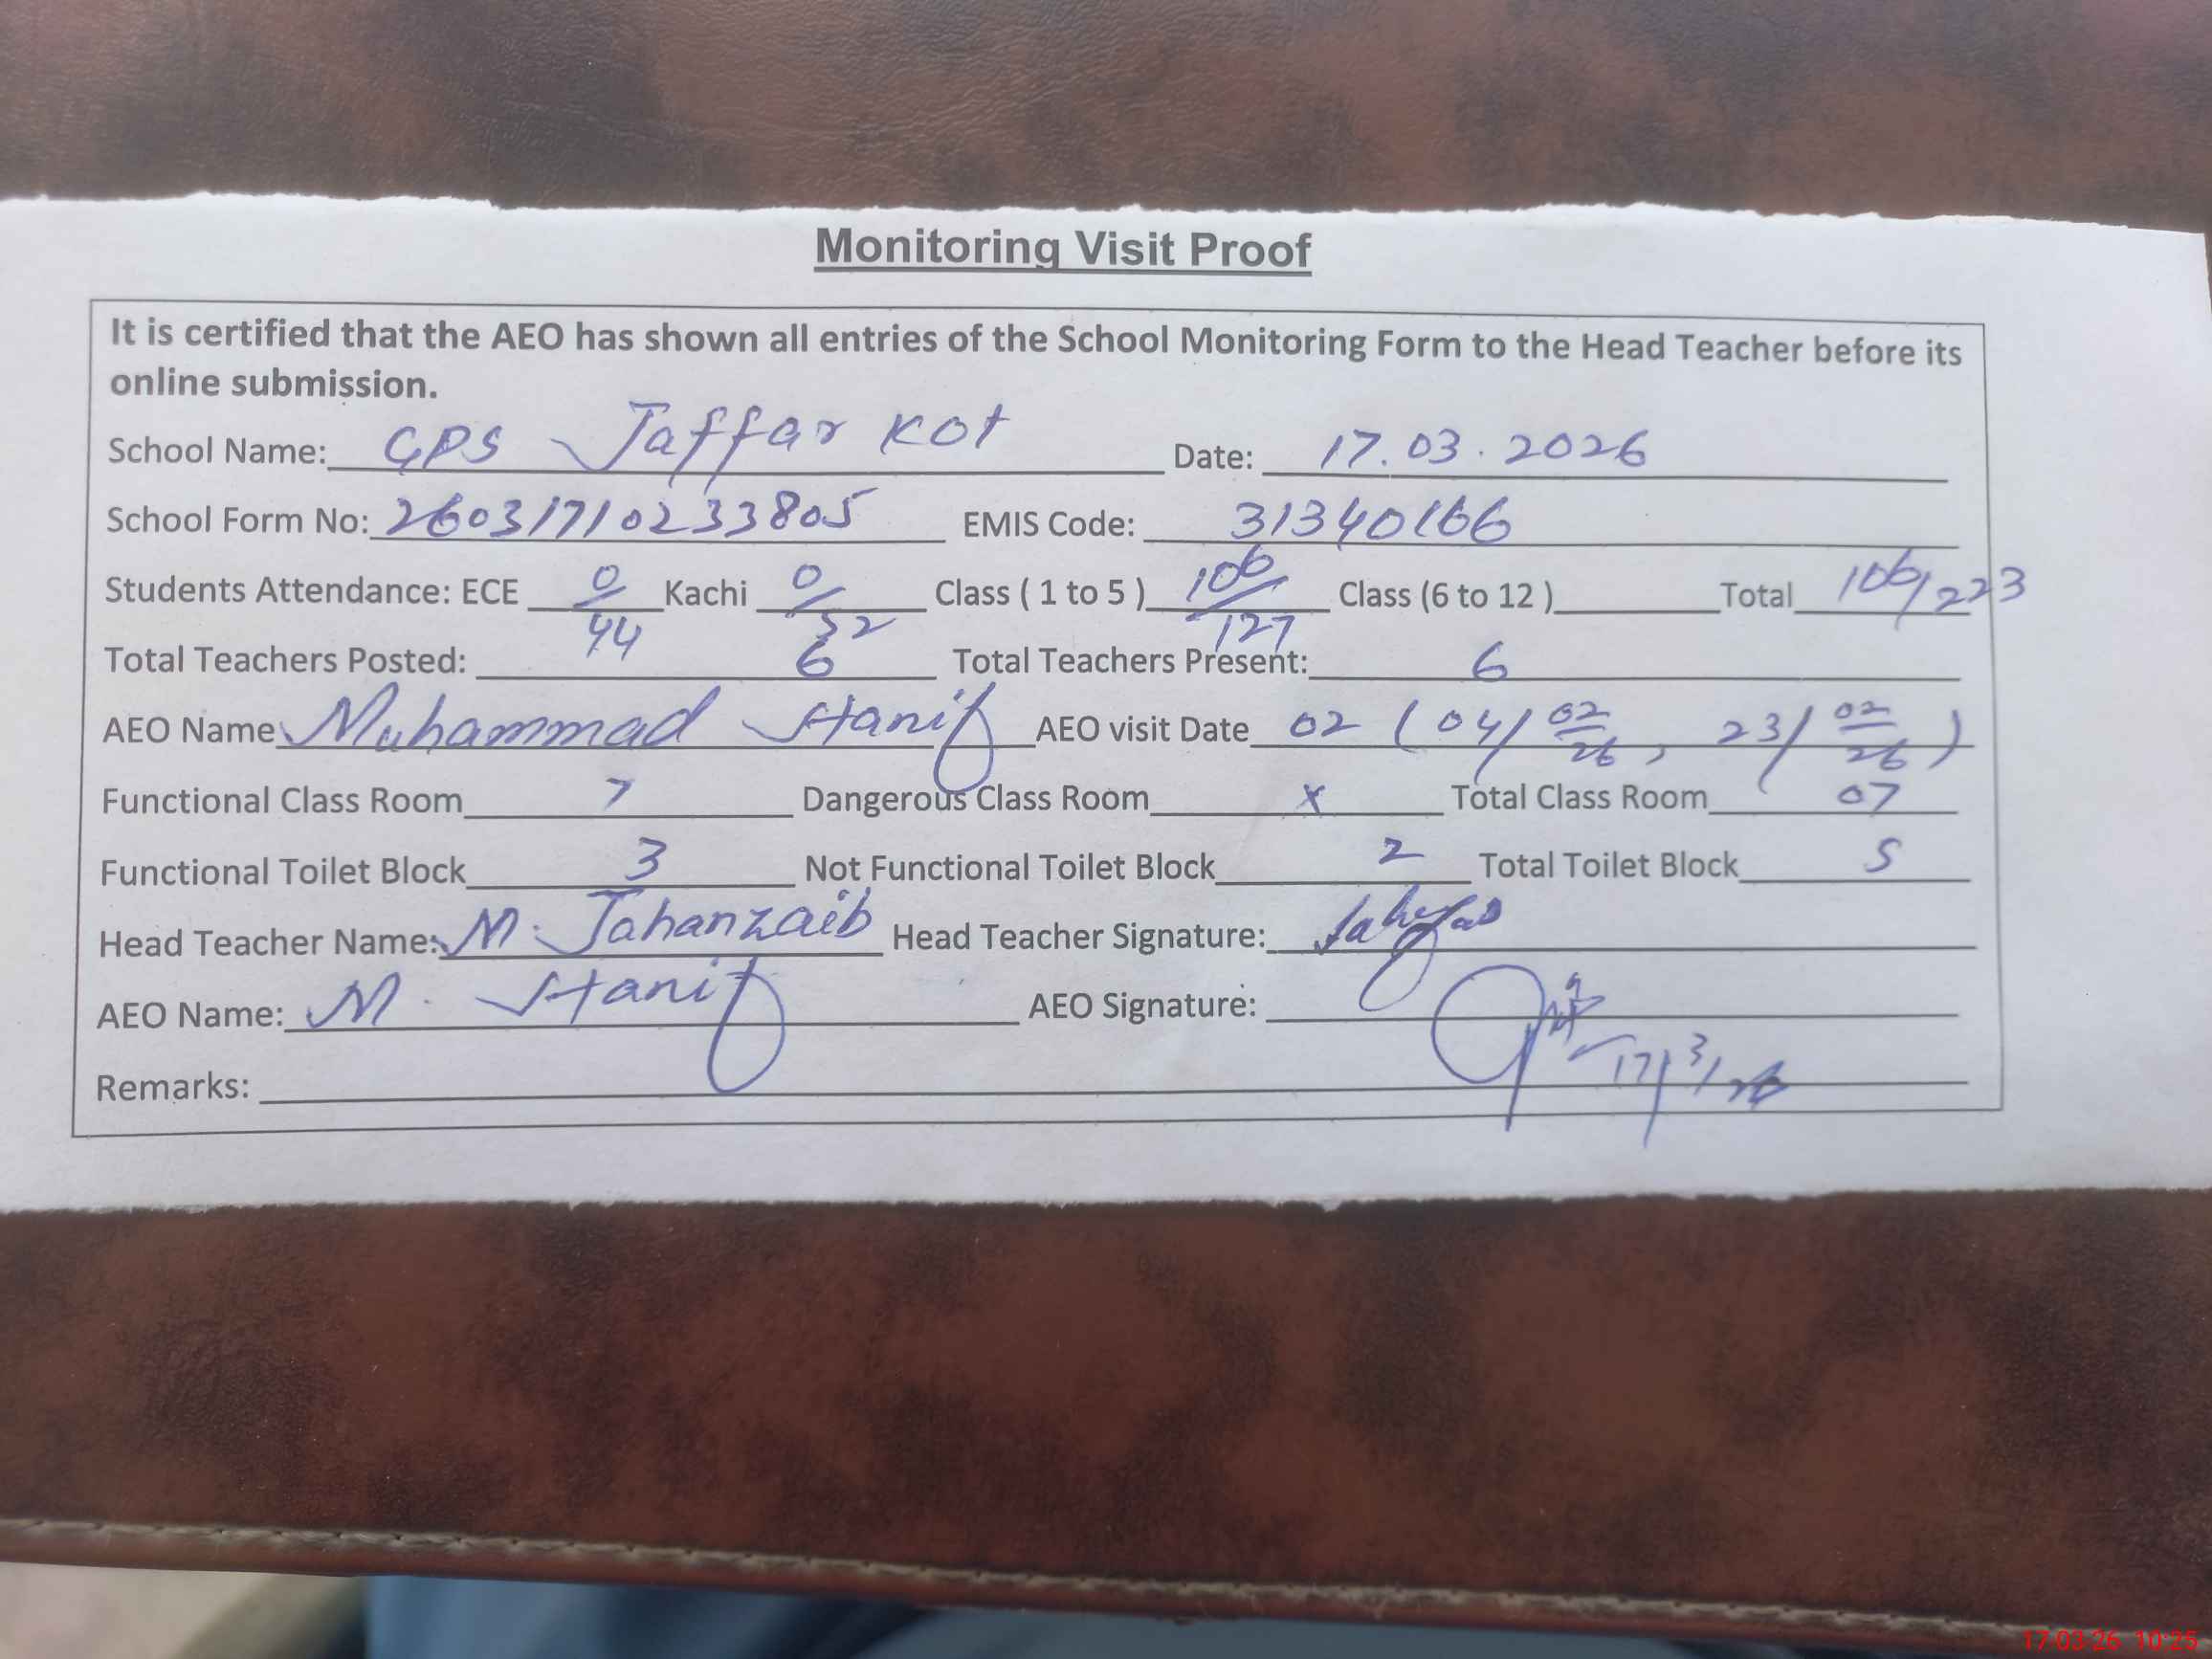 Monitoring Visit Proof
It is certified that the AEO has shown all entries of the School Monitoring Form to the Head Teacher before its
online submission.
School Name: GPS Jaffar Kot Date: 17.03.2026
School Form No: 26031710233805 EMIS Code: 31340166
Students Attendance: ECE 0/44 Kachi 0/52 Class ( 1 to 5 ) 106/127 Class (6 to 12 ) Total 106/223
Total Teachers Posted: 6 Total Teachers Present: 6
AEO Name Muhammad Hanif AEO visit Date 02 ( 04/02/26, 23/02/26 )
Functional Class Room 7 Dangerous Class Room x Total Class Room 07
Functional Toilet Block 3 Not Functional Toilet Block 2 Total Toilet Block 5
Head Teacher Name: M. Jahanzaib Head Teacher Signature:
AEO Name: M. Hanif AEO Signature:
17/3/26
Remarks:
17-03-26 10:25